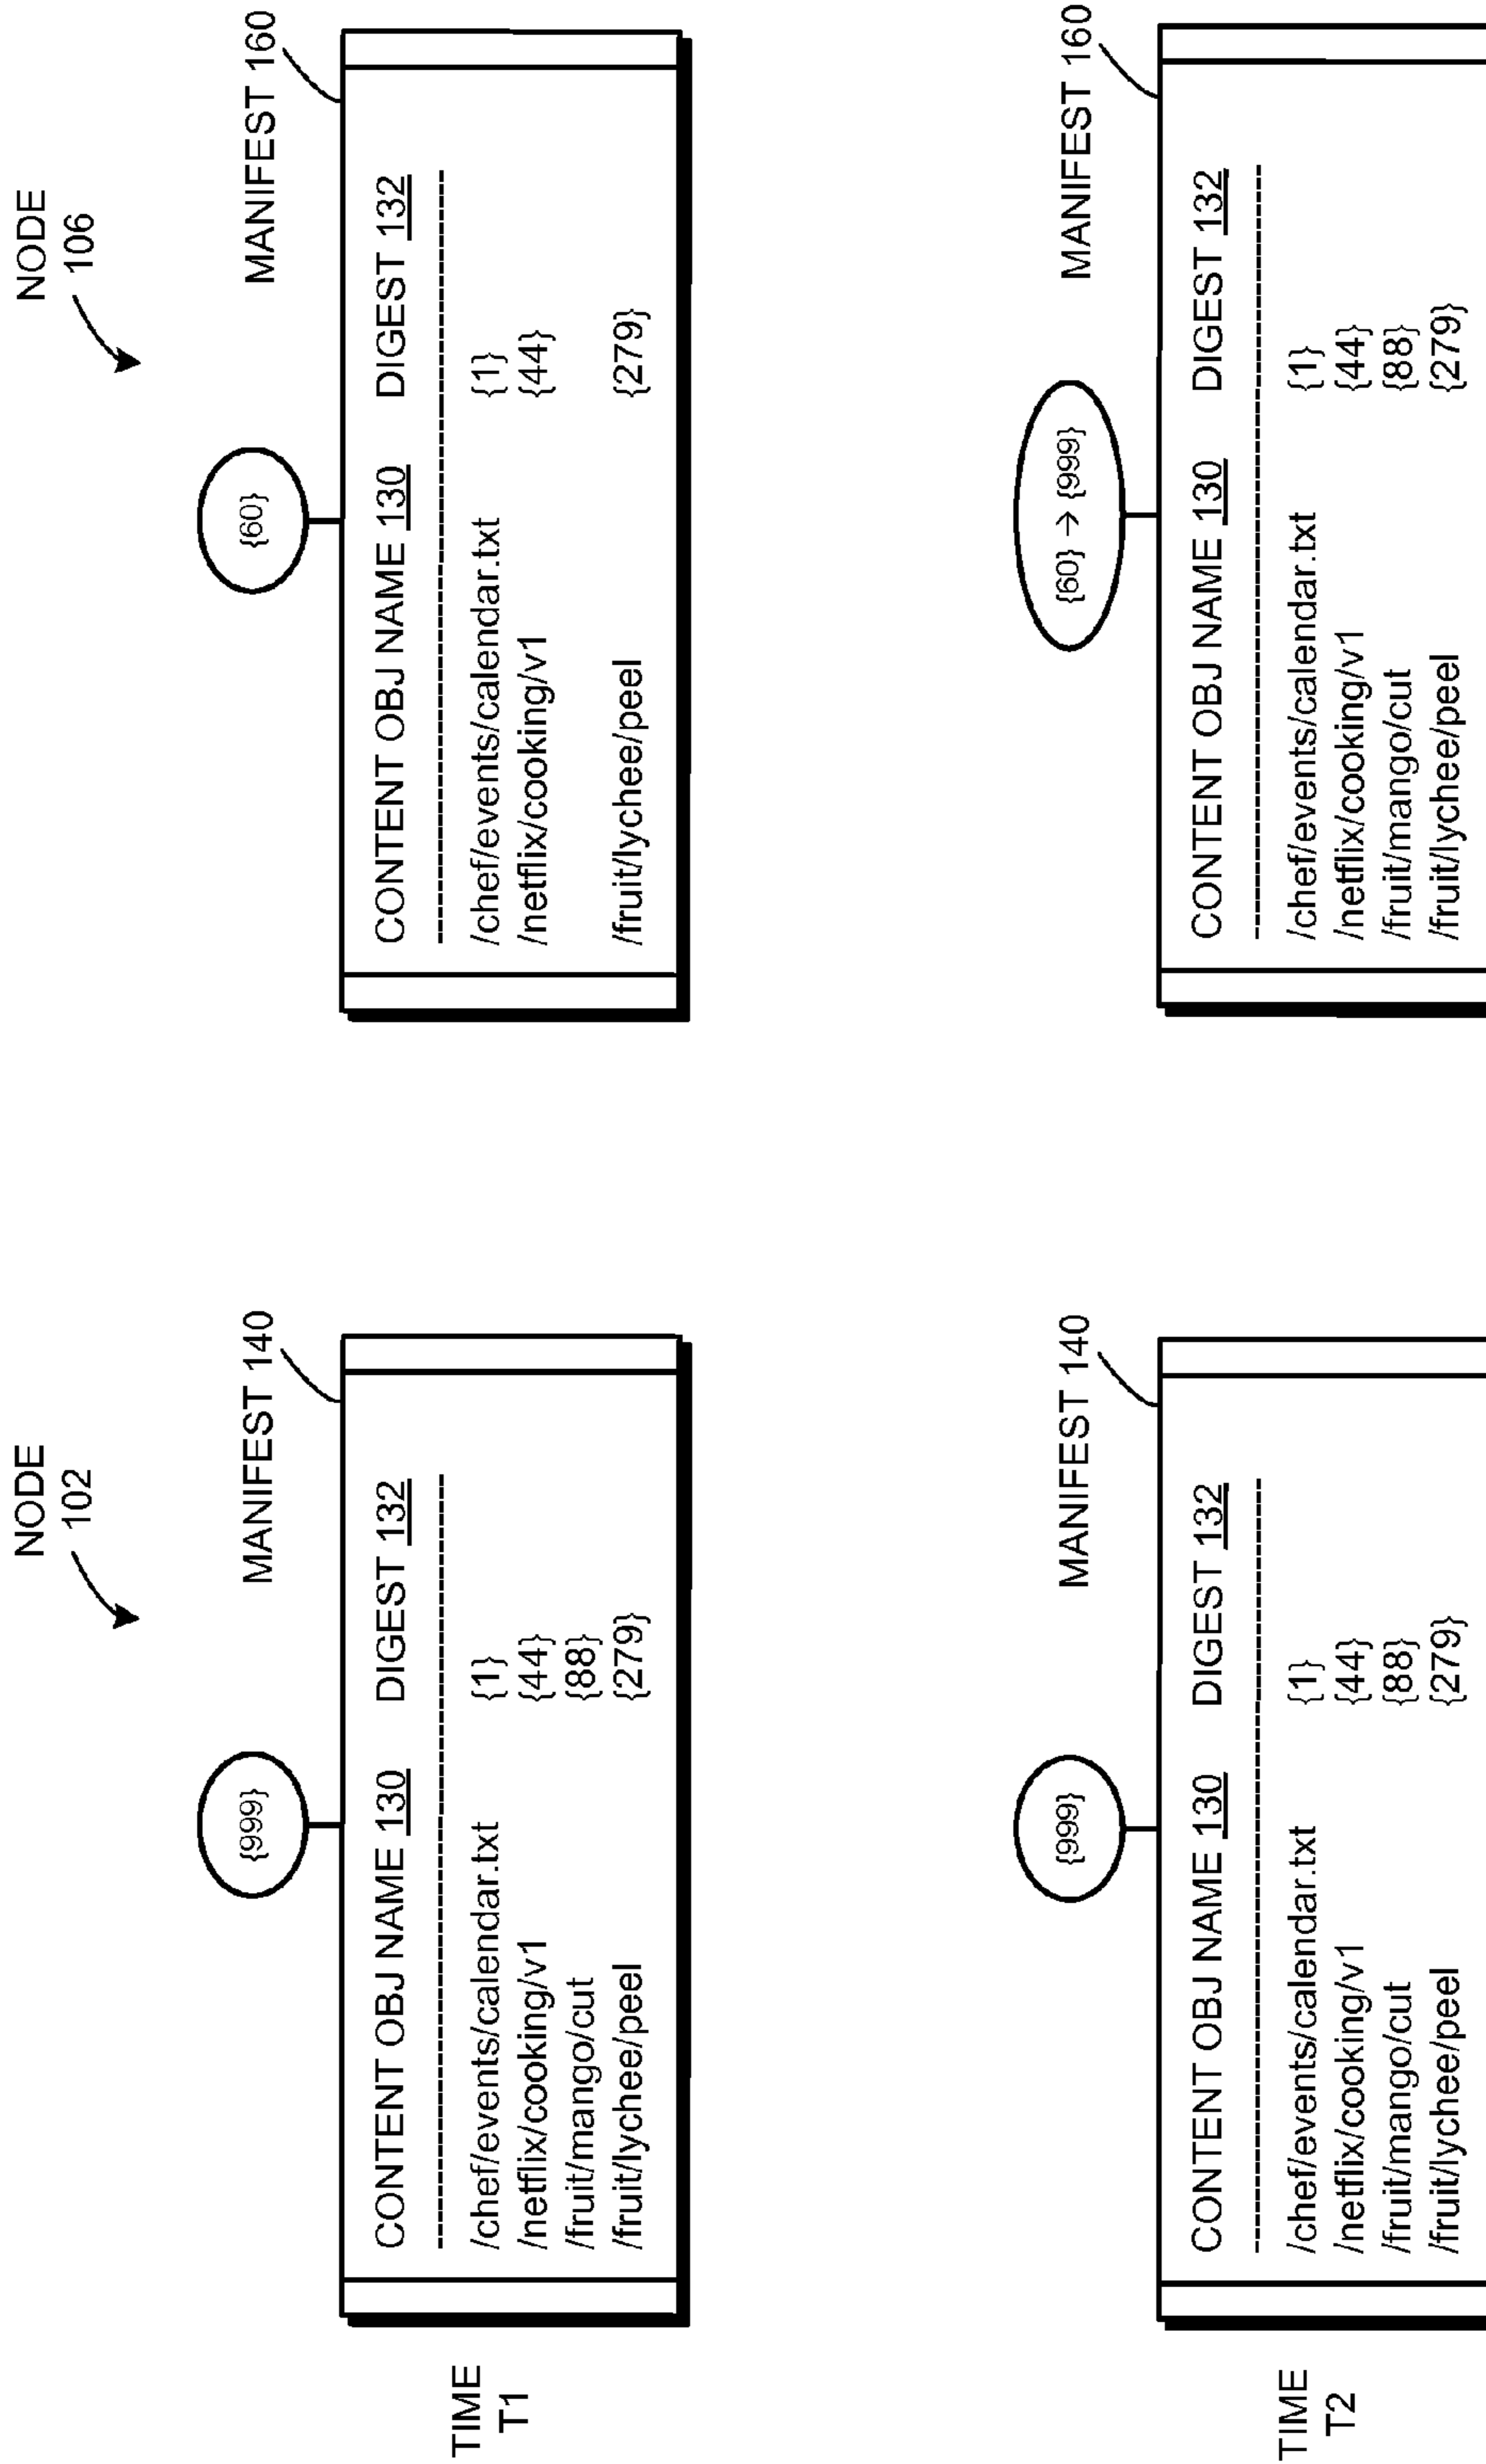 NODE
102
NODE
106
TIME
T1
{999}
MANIFEST 140
CONTENT OBJ NAME 130 DIGEST 132
/chef/events/calendar.txt {1}
/netflix/cooking/v1 {44}
/fruit/mango/cut {88}
/fruit/lychee/peel {279}
{60}
MANIFEST 160
CONTENT OBJ NAME 130 DIGEST 132
/chef/events/calendar.txt {1}
/netflix/cooking/v1 {44}
/fruit/lychee/peel {279}
TIME
T2
{999}
MANIFEST 140
CONTENT OBJ NAME 130 DIGEST 132
/chef/events/calendar.txt {1}
/netflix/cooking/v1 {44}
/fruit/mango/cut {88}
/fruit/lychee/peel {279}
{60} → {999}
MANIFEST 160
CONTENT OBJ NAME 130 DIGEST 132
/chef/events/calendar.txt {1}
/netflix/cooking/v1 {44}
/fruit/mango/cut {88}
/fruit/lychee/peel {279}